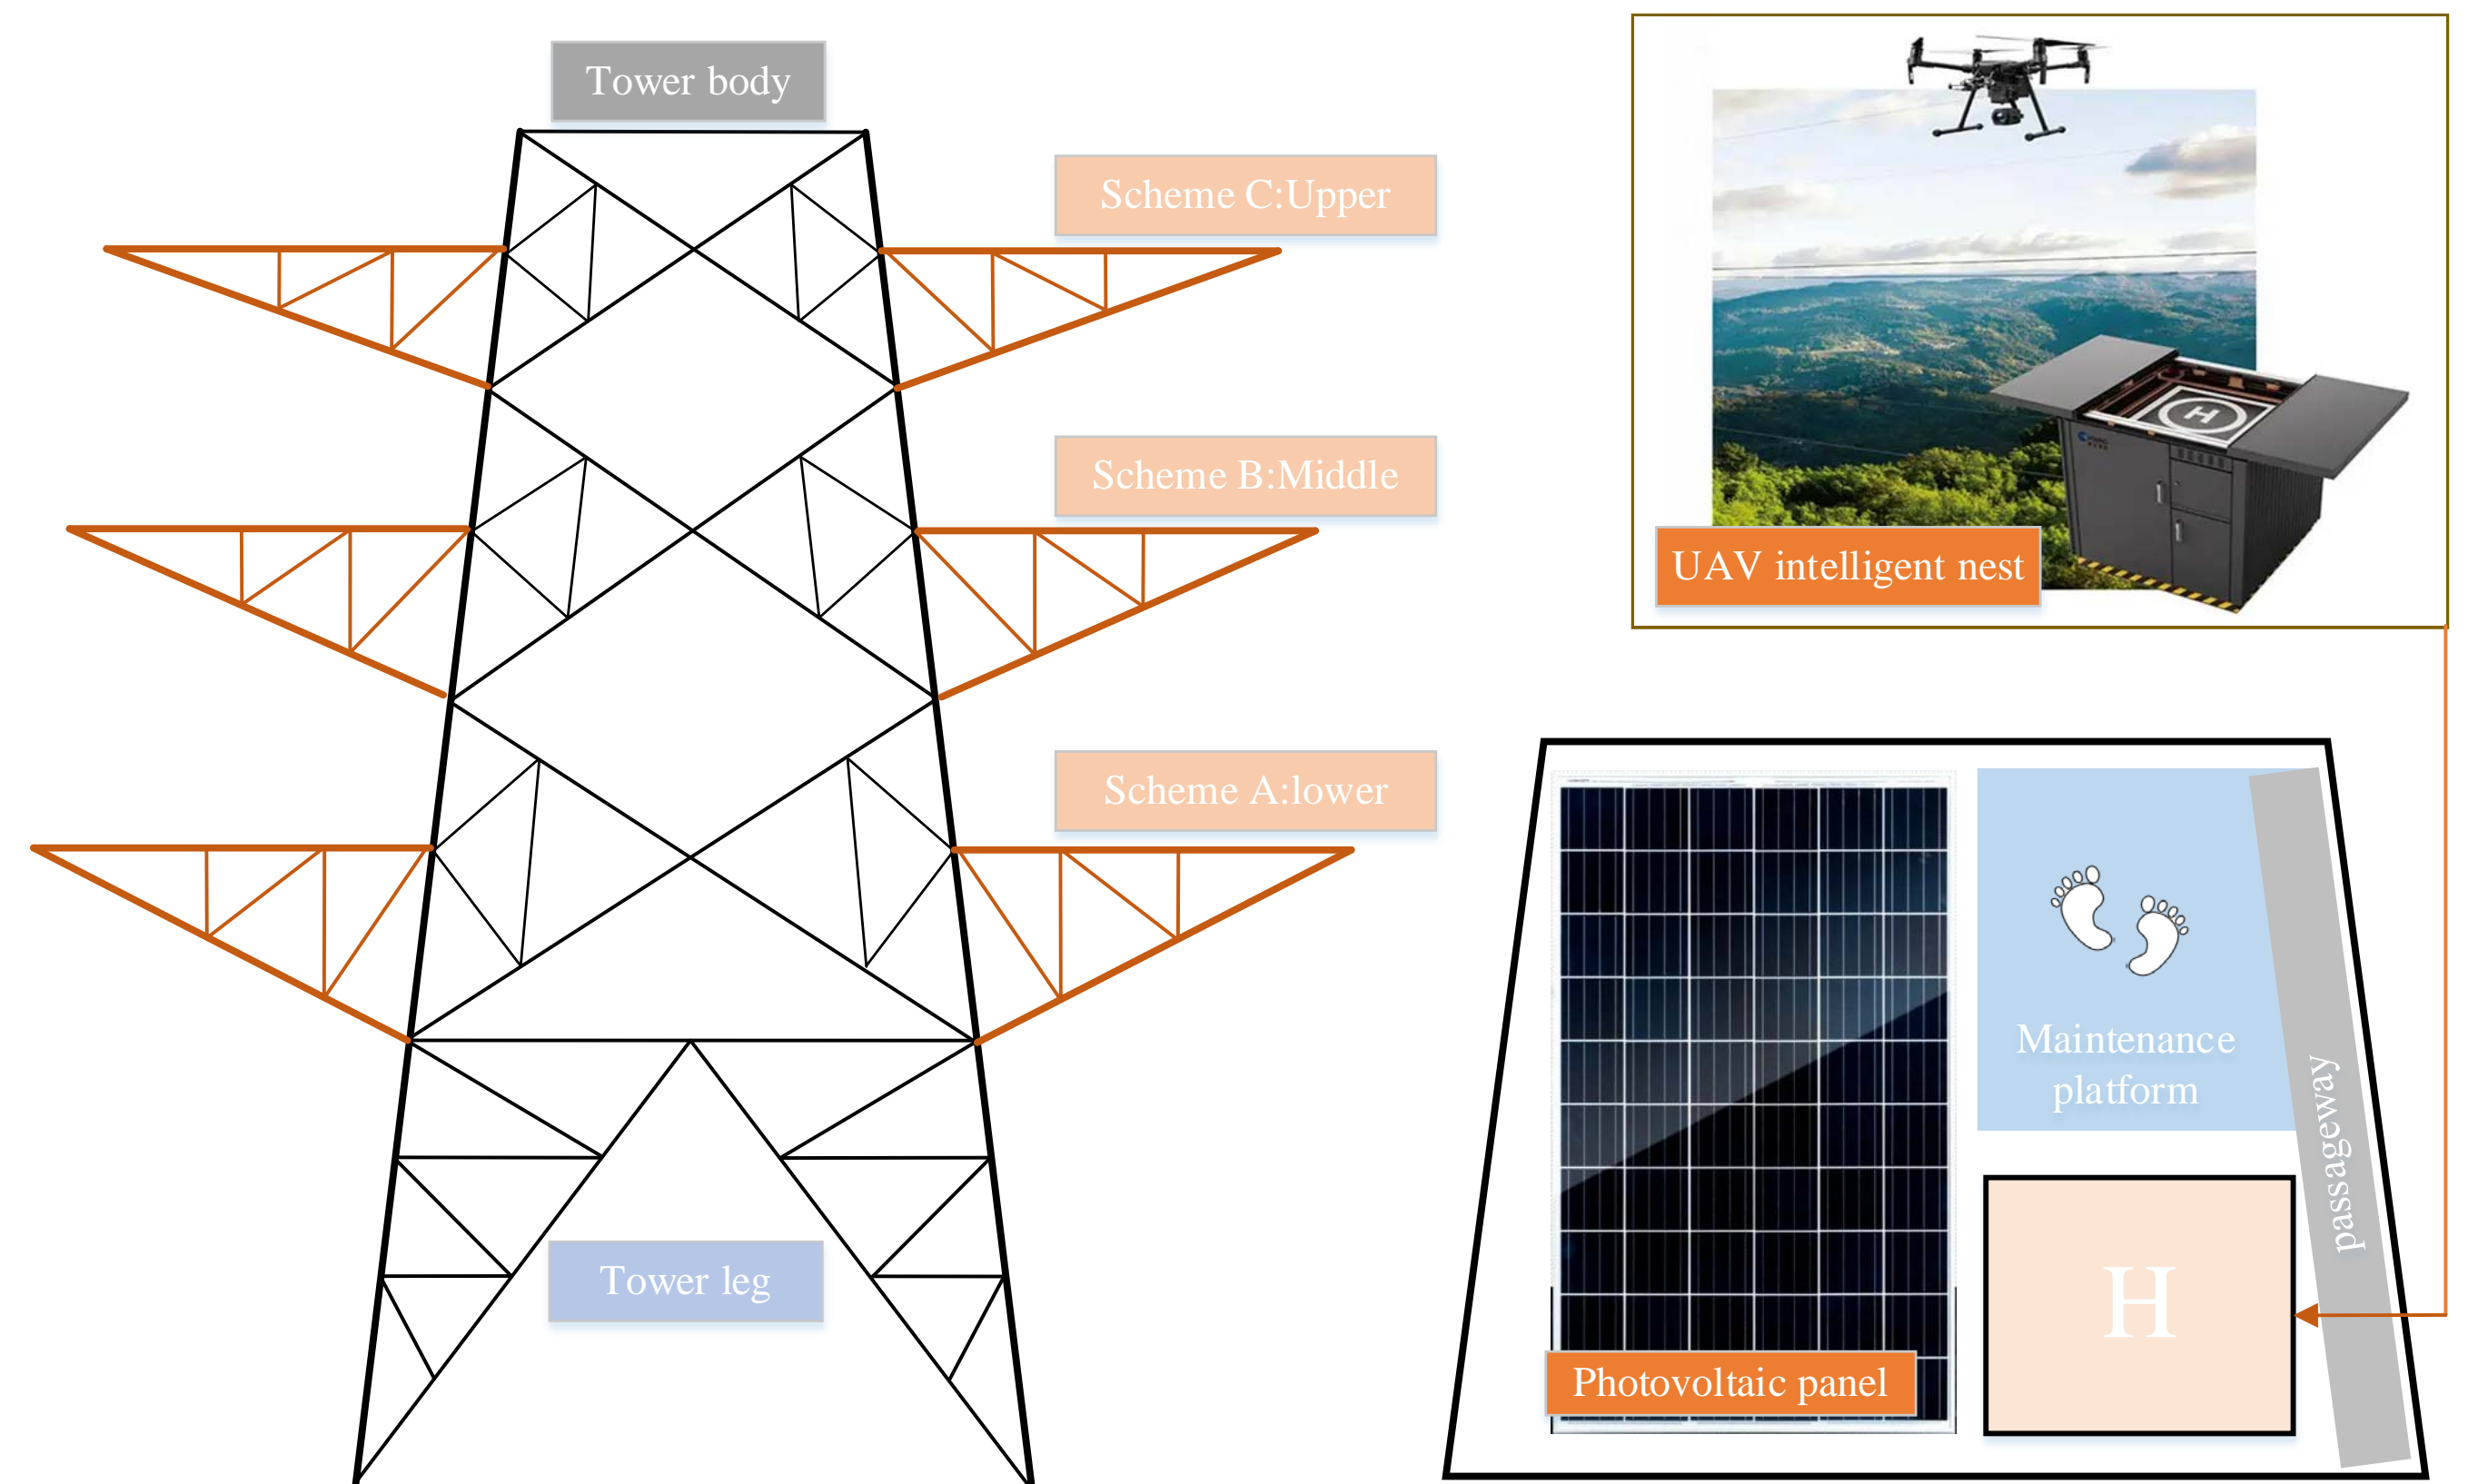 Tower body
Scheme C:Upper
Scheme B:Middle
Scheme A:lower
Tower leg
H
UAV intelligent nest
Maintenance
platform
passageway
H
Photovoltaic panel